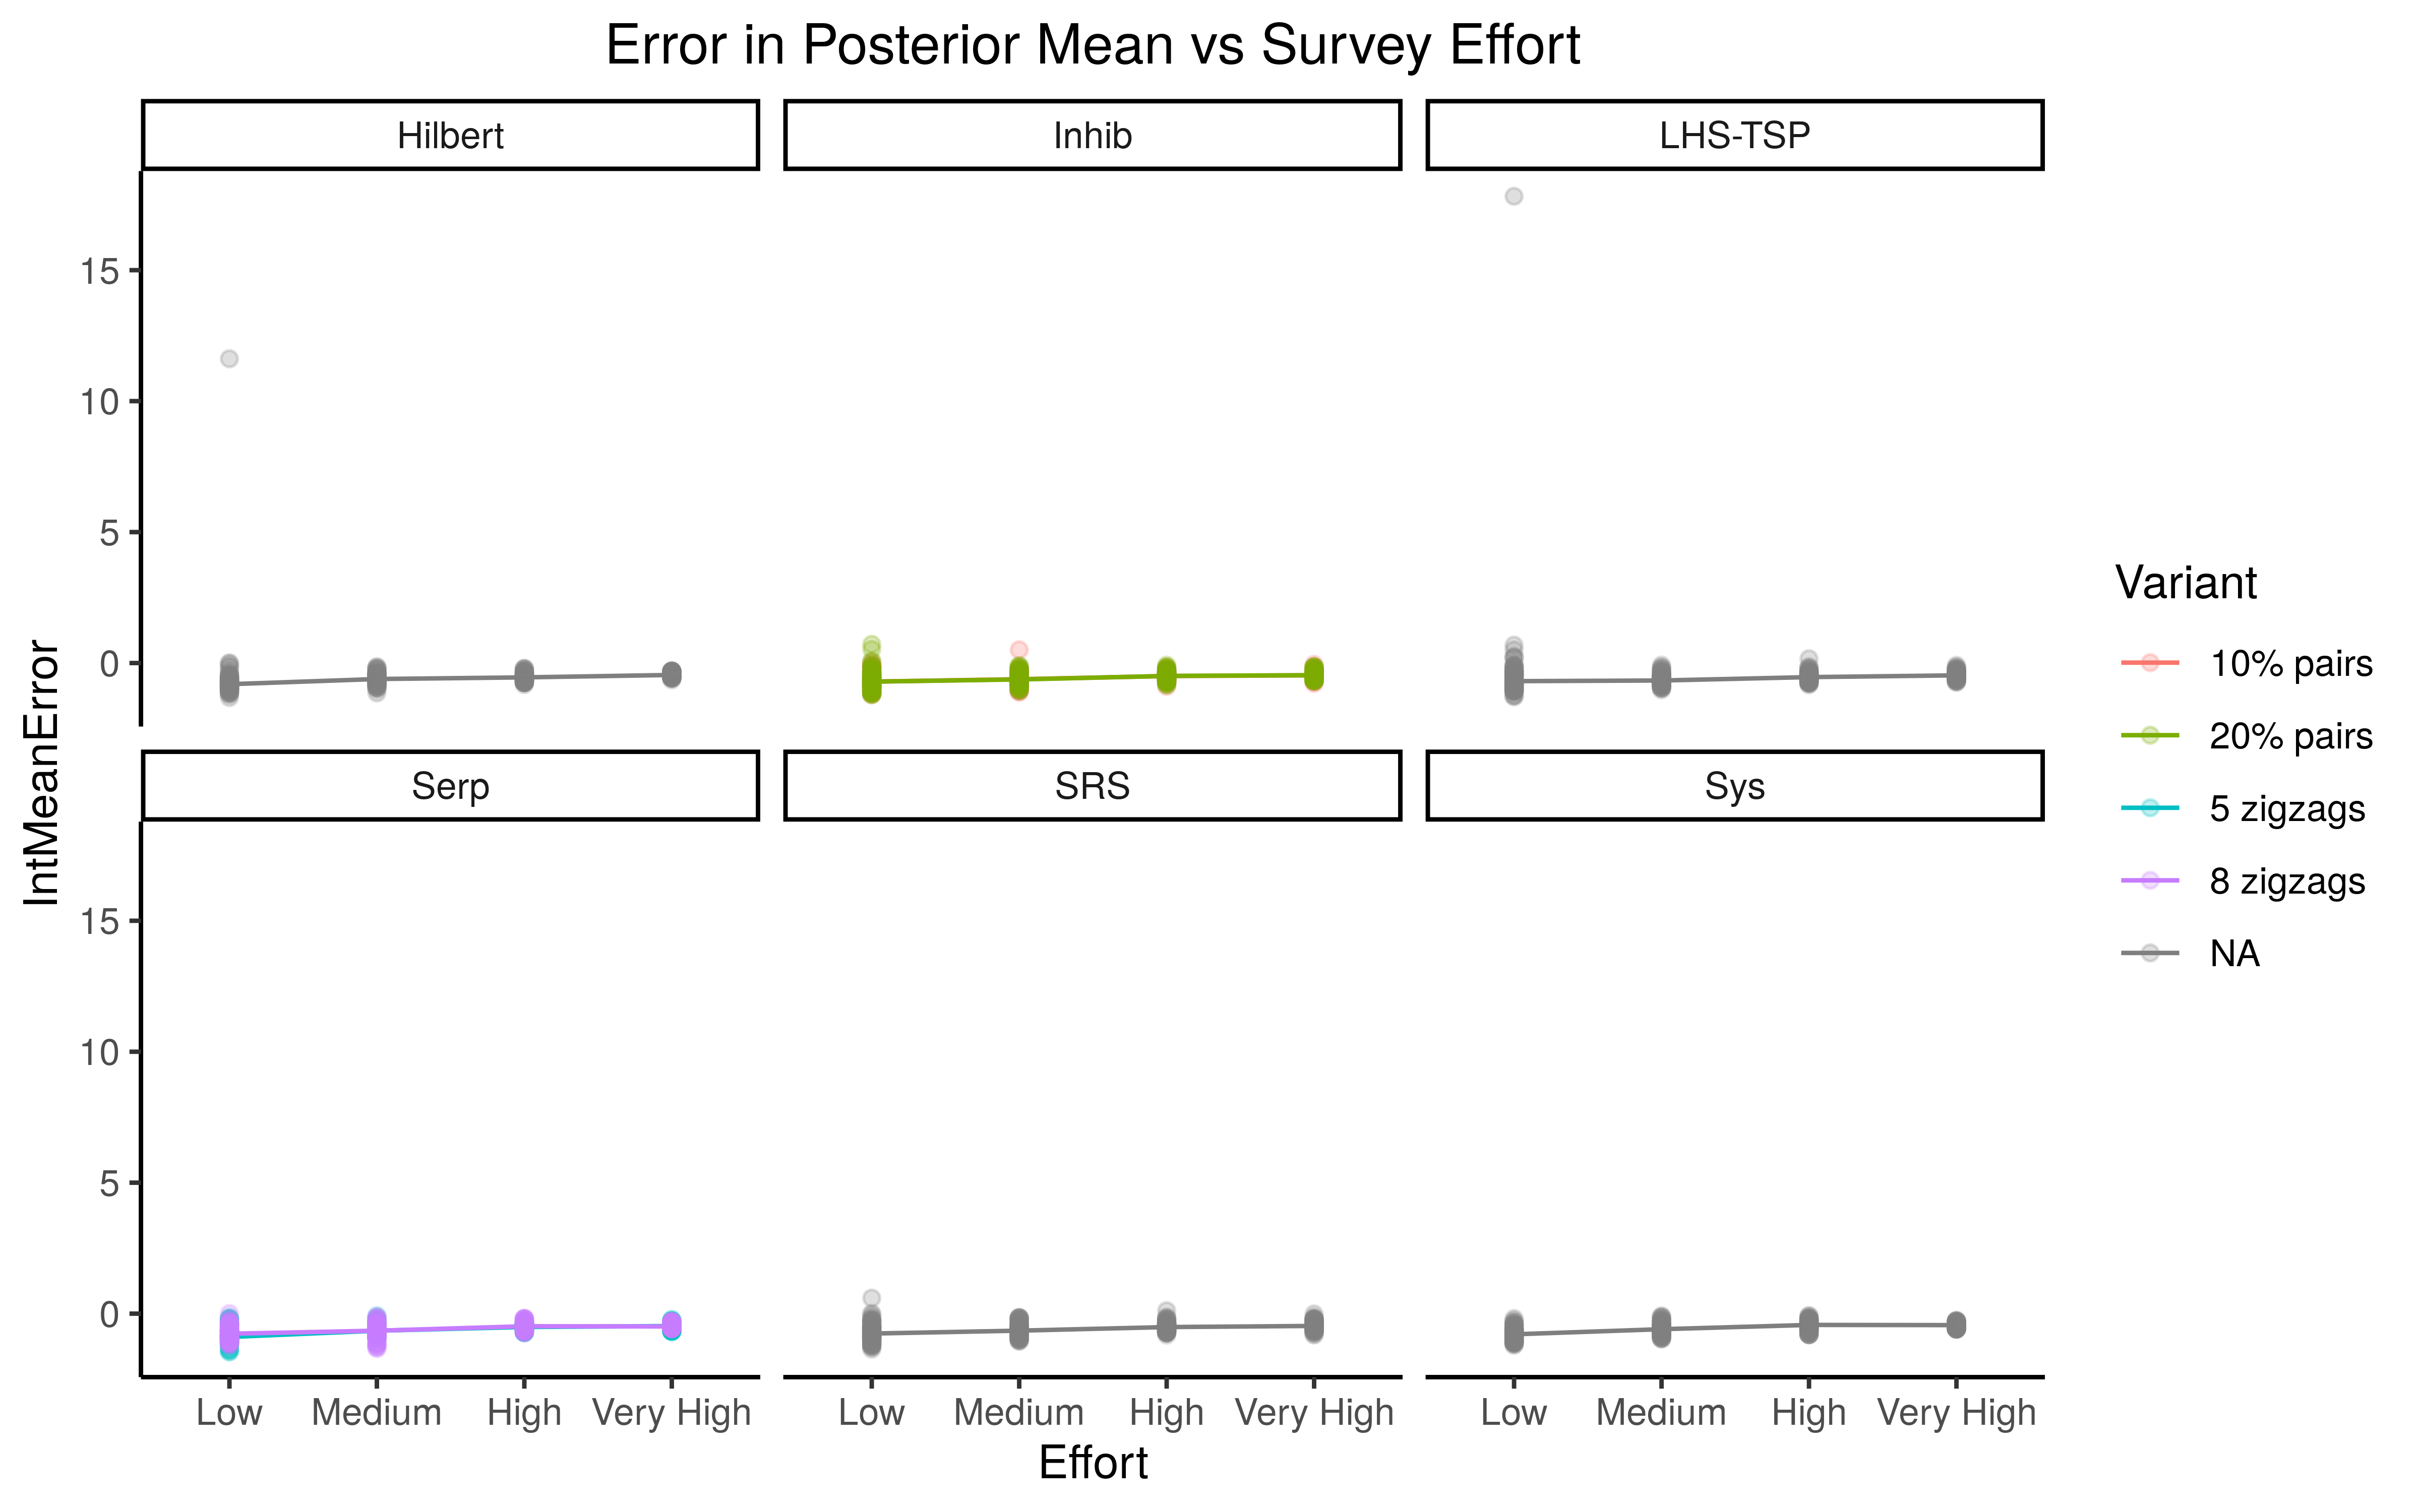 Error in Posterior Mean vs Survey Effort
Hilbert
Inhib
LHS-TSP
15
10
5
0
IntMeanError
Serp
SRS
Sys
15
10
5
0
Low Medium High Very High
Low Medium High Very High
Low Medium High Very High
Effort
Variant
10% pairs
20% pairs
5 zigzags
8 zigzags
NA